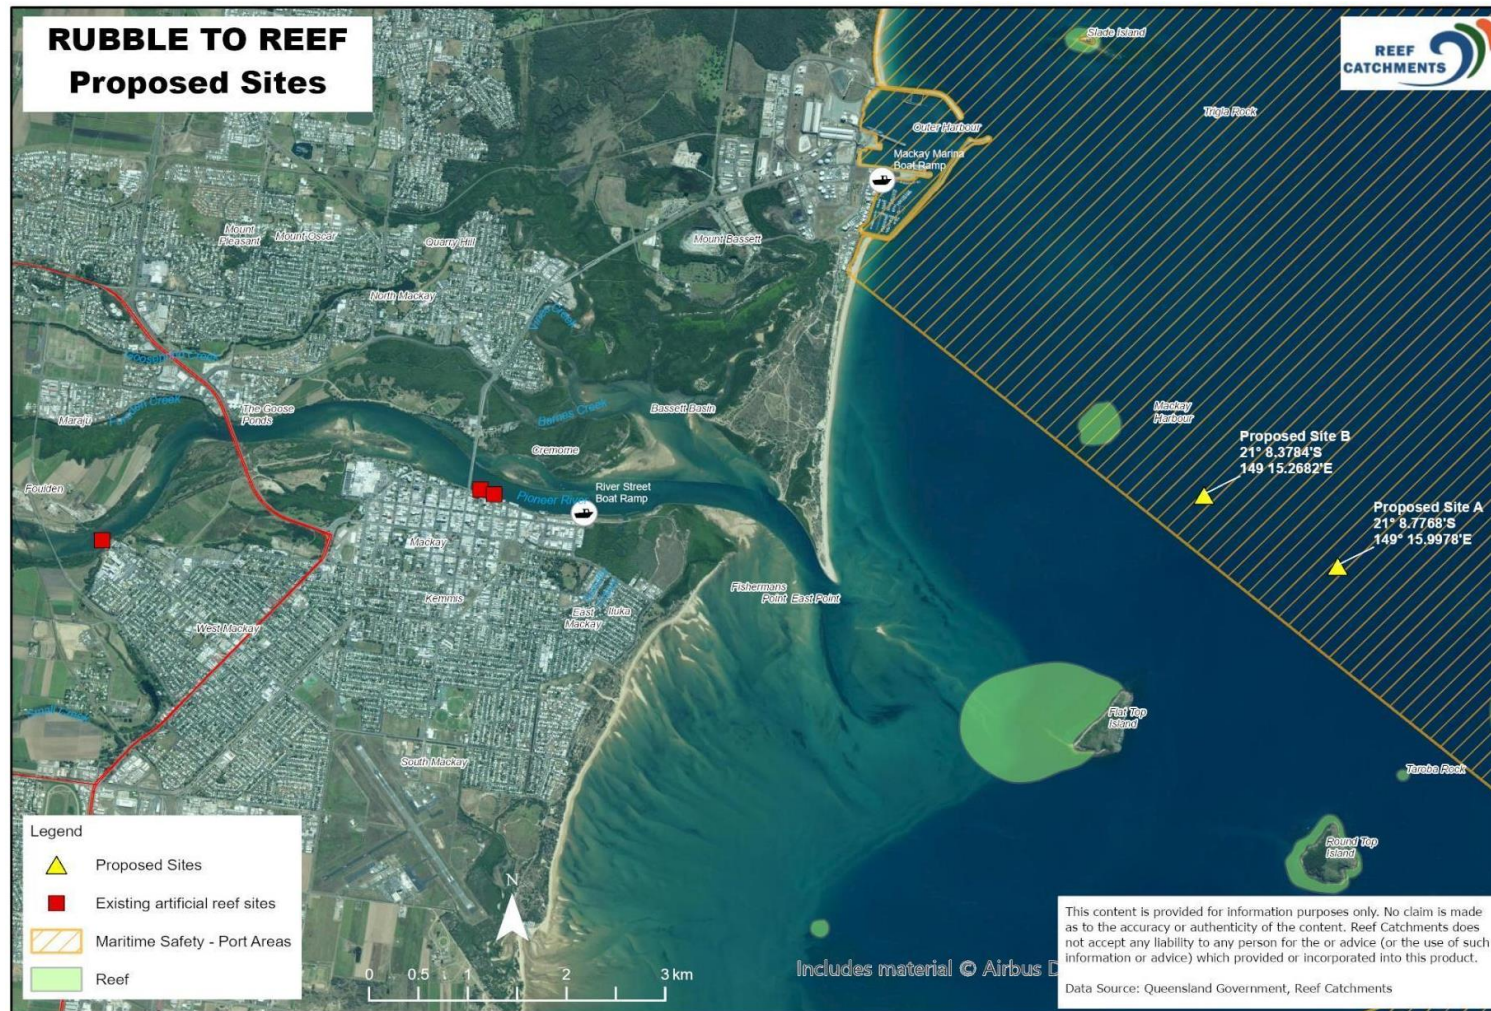 RUBBLE TO REEF
Proposed Sites
REEF
CATCHMENTS
Slade Island
Trigla Rock
Outer Harbour
Mackay Marina
Boat Ramp
Mount
Pleasant
Mount Oscar
Quarry Hill
Mount Bassett
North Mackay
Vines Creek
Goosepond Creek
Fursden Creek
Maraju
The Goose
Ponds
Barnes Creek
Bassett Basin
Mackay
Harbour
Cremorne
Proposed Site B
21° 8.3784'S
149 15.2682'E
Foulden
Pioneer River
River Street
Boat Ramp
Proposed Site A
21° 8.7768'S
149° 15.9978'E
Mackay
Fishermans
Point
East Point
Kemmis
East
Mackay
Iluka
West Mackay
Flat Top
Island
South Mackay
Taroba Rock
Round Top
Island
Legend
Proposed Sites
Existing artificial reef sites
Maritime Safety - Port Areas
Reef
N
0 0.5 1 2 3 km
Includes material © Airbus D
This content is provided for information purposes only. No claim is made
as to the accuracy or authenticity of the content. Reef Catchments does
not accept any liability to any person for the or advice (or the use of such
information or advice) which provided or incorporated into this product.
Data Source: Queensland Government, Reef Catchments